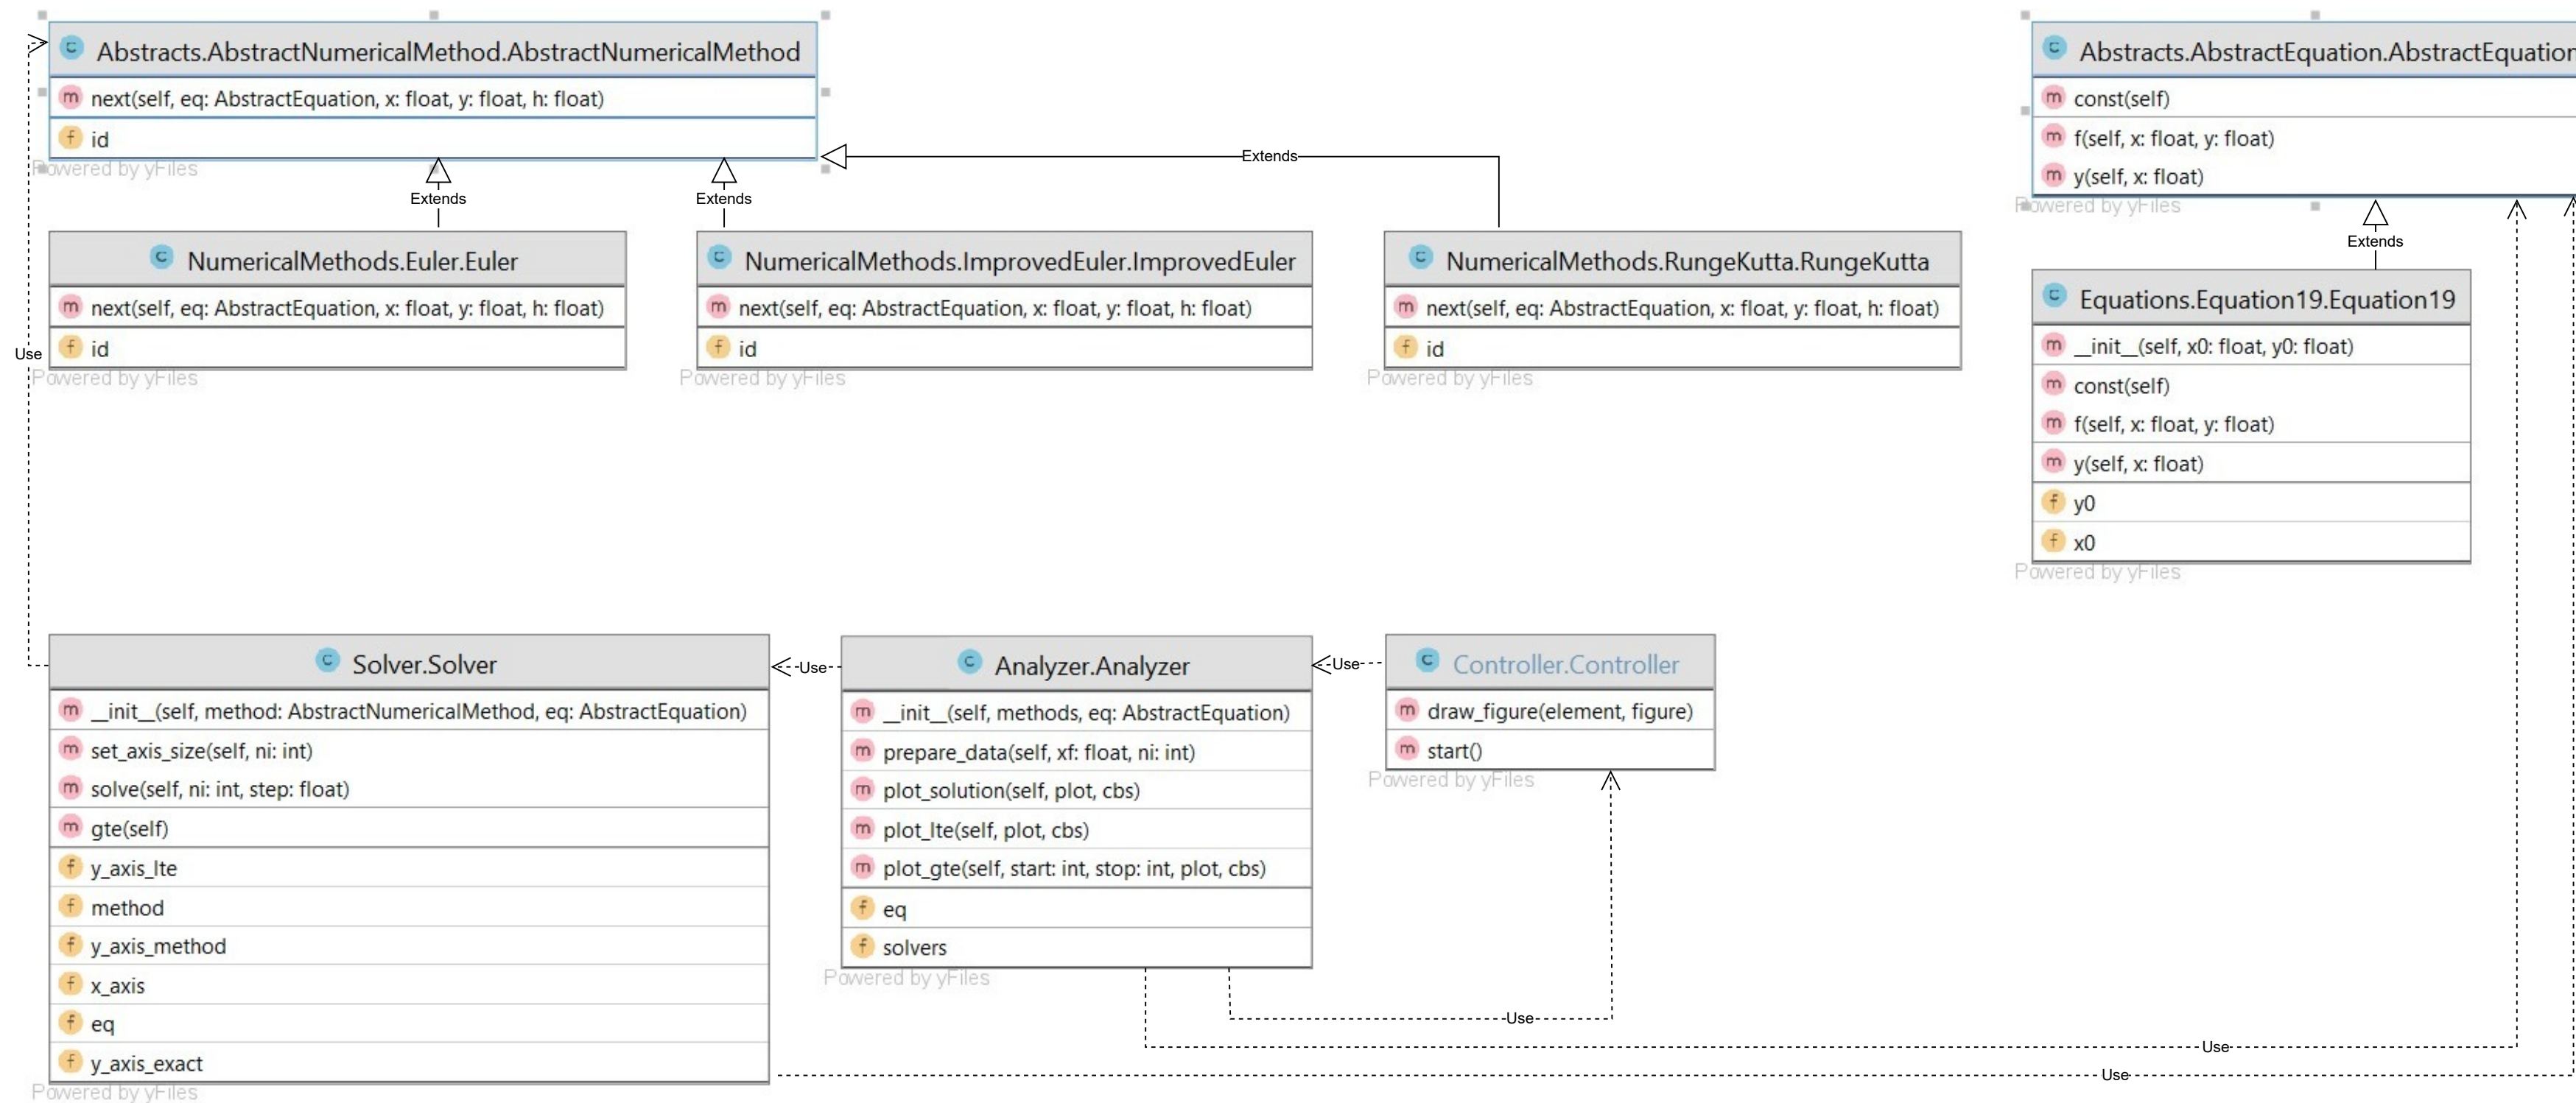 Abstracts.AbstractNumericalMethod.AbstractNumericalMethod
next(self, eq: AbstractEquation, x: float, y: float, h: float)
id
Powered by yFiles
Abstracts.AbstractEquation.AbstractEquation
const(self)
f(self, x: float, y: float)
y(self, x: float)
Powered by yFiles
Extends
Extends
Extends
Extends
Use
NumericalMethods.Euler.Euler
next(self, eq: AbstractEquation, x: float, y: float, h: float)
id
Powered by yFiles
NumericalMethods.ImprovedEuler.ImprovedEuler
next(self, eq: AbstractEquation, x: float, y: float, h: float)
id
Powered by yFiles
NumericalMethods.RungeKutta.RungeKutta
next(self, eq: AbstractEquation, x: float, y: float, h: float)
id
Powered by yFiles
Equations.Equation19.Equation19
__init__(self, x0: float, y0: float)
const(self)
f(self, x: float, y: float)
y(self, x: float)
y0
x0
Powered by yFiles
Solver.Solver
__init__(self, method: AbstractNumericalMethod, eq: AbstractEquation)
set_axis_size(self, ni: int)
solve(self, ni: int, step: float)
gte(self)
y_axis_lte
method
y_axis_method
x_axis
eq
y_axis_exact
Powered by yFiles
Use
Analyzer.Analyzer
__init__(self, methods, eq: AbstractEquation)
prepare_data(self, xf: float, ni: int)
plot_solution(self, plot, cbs)
plot_lte(self, plot, cbs)
plot_gte(self, start: int, stop: int, plot, cbs)
eq
solvers
Powered by yFiles
Use
Controller.Controller
draw_figure(element, figure)
start()
Powered by yFiles
Use
Use
Use